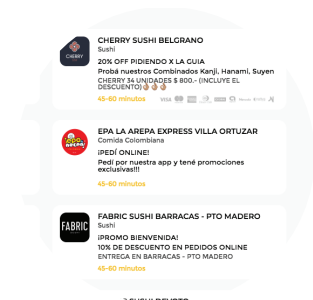 CHERRY SUSHI BELGRANO
Sushi
20% OFF PIDIENDO X LA GUIA
Probá nuestros Combinados Kanji, Hanami, Suyen
CHERRY 34 UNIDADES $ 800.- (INCLUYE EL
DESCUENTO)👌👌👌
45-60 minutos
VISA
EPA LA AREPA EXPRESS VILLA ORTUZAR
Comida Colombiana
¡PEDÍ ONLINE!
Pedí por nuestra app y tené promociones
exclusivas!!!
45-60 minutos
FABRIC
FABRIC SUSHI BARRACAS - PTO MADERO
Sushi
¡PROMO BIENVENIDA!
10% DE DESCUENTO EN PEDIDOS ONLINE
ENTREGA EN BARRACAS - PTO MADERO
45-60 minutos